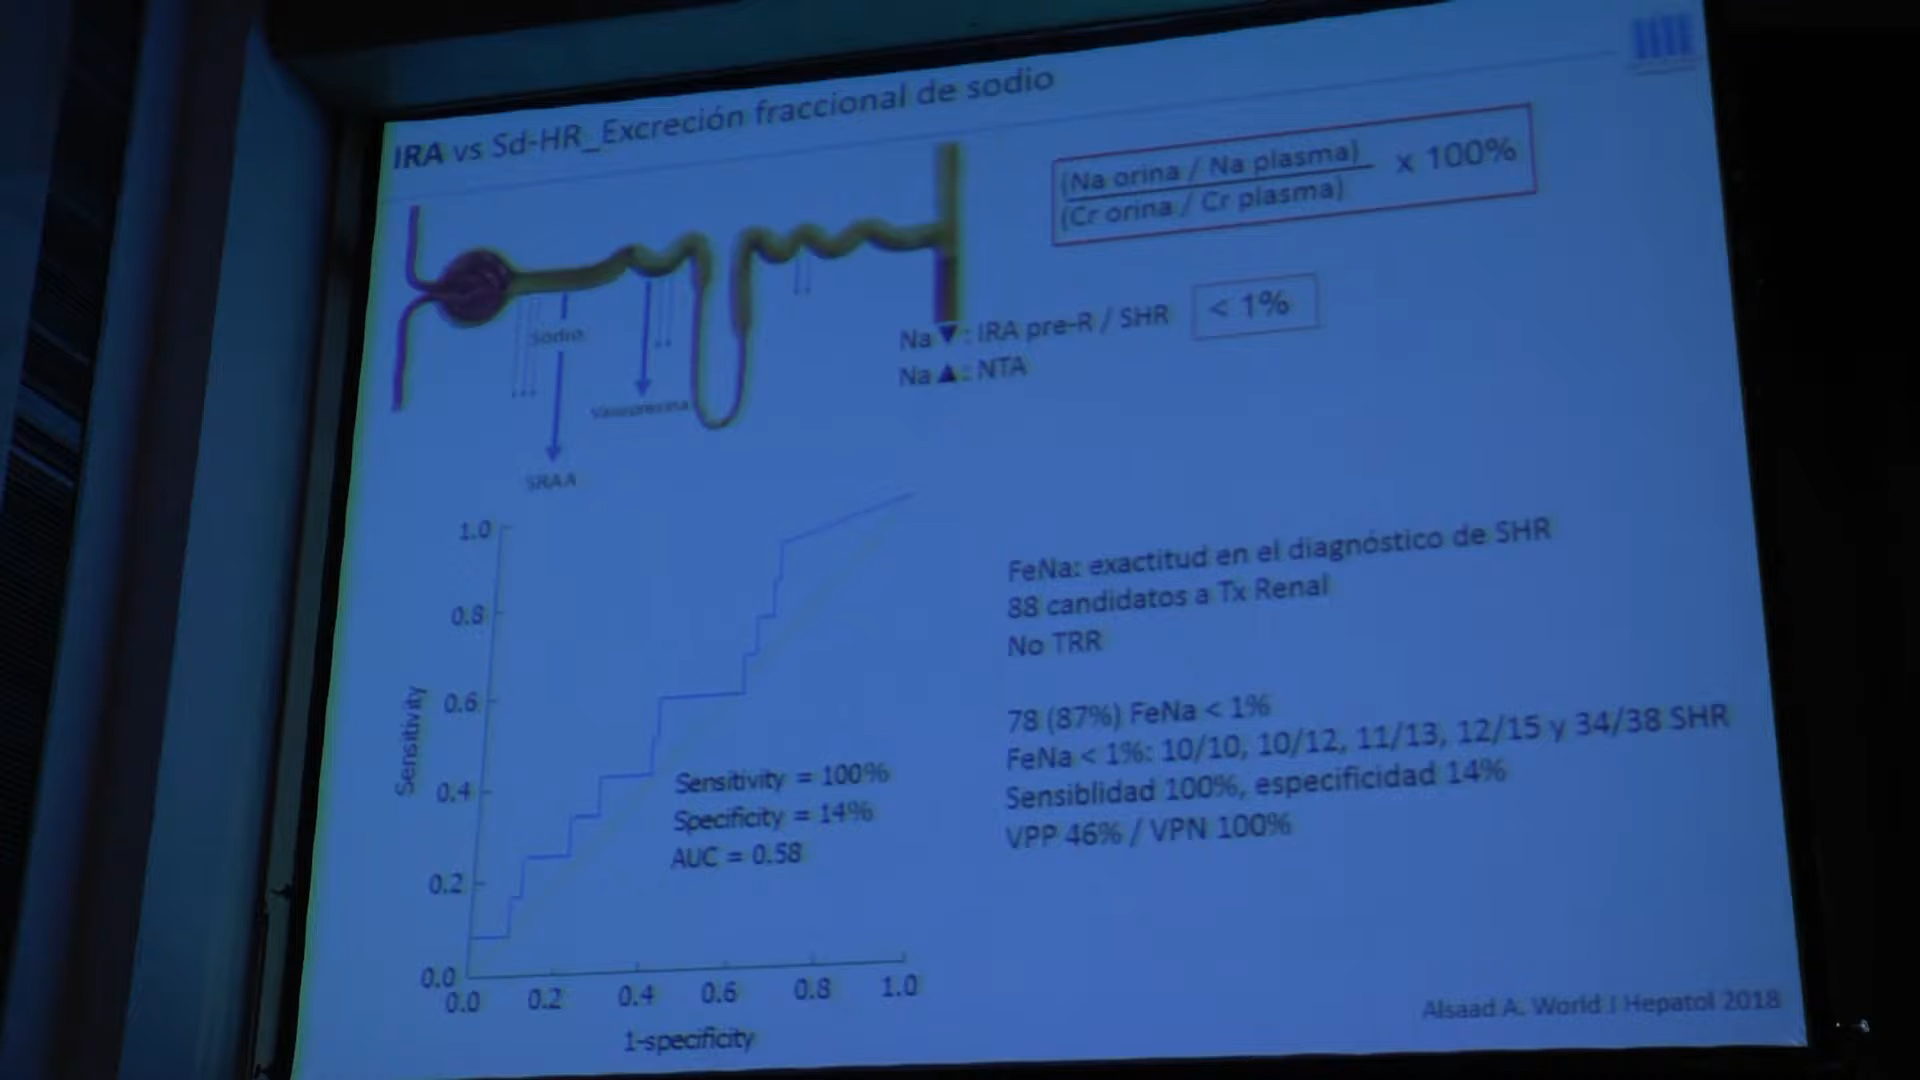 IRA vs Sd-HR_Excreción fraccional de sodio
(Na orina / Na plasma)
(Cr orina / Cr plasma)
x 100%
Sodio
Vasopresina
SRAA
Na ▼: IRA pre-R / SHR
< 1%
Na ▲: NTA
1.0
0.8
0.6
0.4
0.2
0.0
Sensitivity
0.0 0.2 0.4 0.6 0.8 1.0
1-specificity
Sensitivity = 100%
Specificity = 14%
AUC = 0.58
FeNa: exactitud en el diagnóstico de SHR
88 candidatos a Tx Renal
No TRR
78 (87%) FeNa < 1%
FeNa < 1%: 10/10, 10/12, 11/13, 12/15 y 34/38 SHR
Sensiblidad 100%, especificidad 14%
VPP 46% / VPN 100%
Alsaad A. World J Hepatol 2018